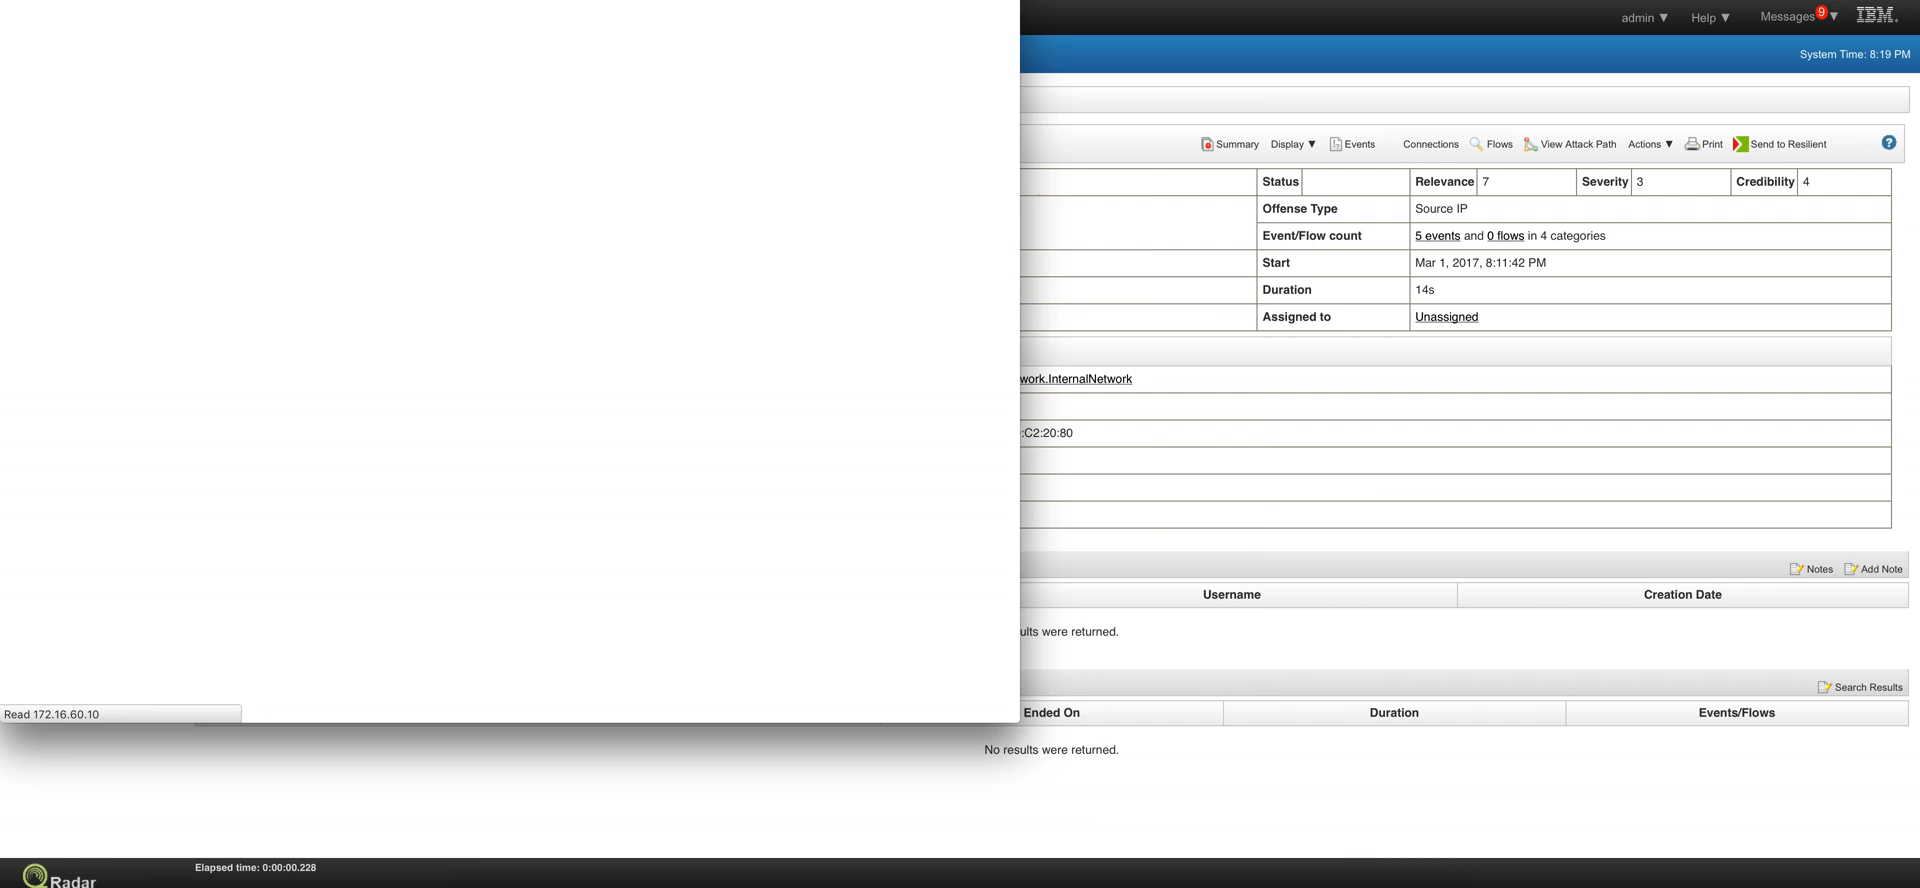 admin ▼ Help ▼ Messages 9 ▼ IBM
System Time: 8:19 PM
Summary Display ▼ Events Connections Flows View Attack Path Actions ▼ Print Send to Resilient ?
Status Relevance 7 Severity 3 Credibility 4
Offense Type Source IP
Event/Flow count 5 events and 0 flows in 4 categories
Start Mar 1, 2017, 8:11:42 PM
Duration 14s
Assigned to Unassigned
work.InternalNetwork
:C2:20:80
Notes Add Note
Username Creation Date
ults were returned.
Search Results
Read 172.16.60.10
Ended On Duration Events/Flows
No results were returned.
Elapsed time: 0:00:00.228
QRadar